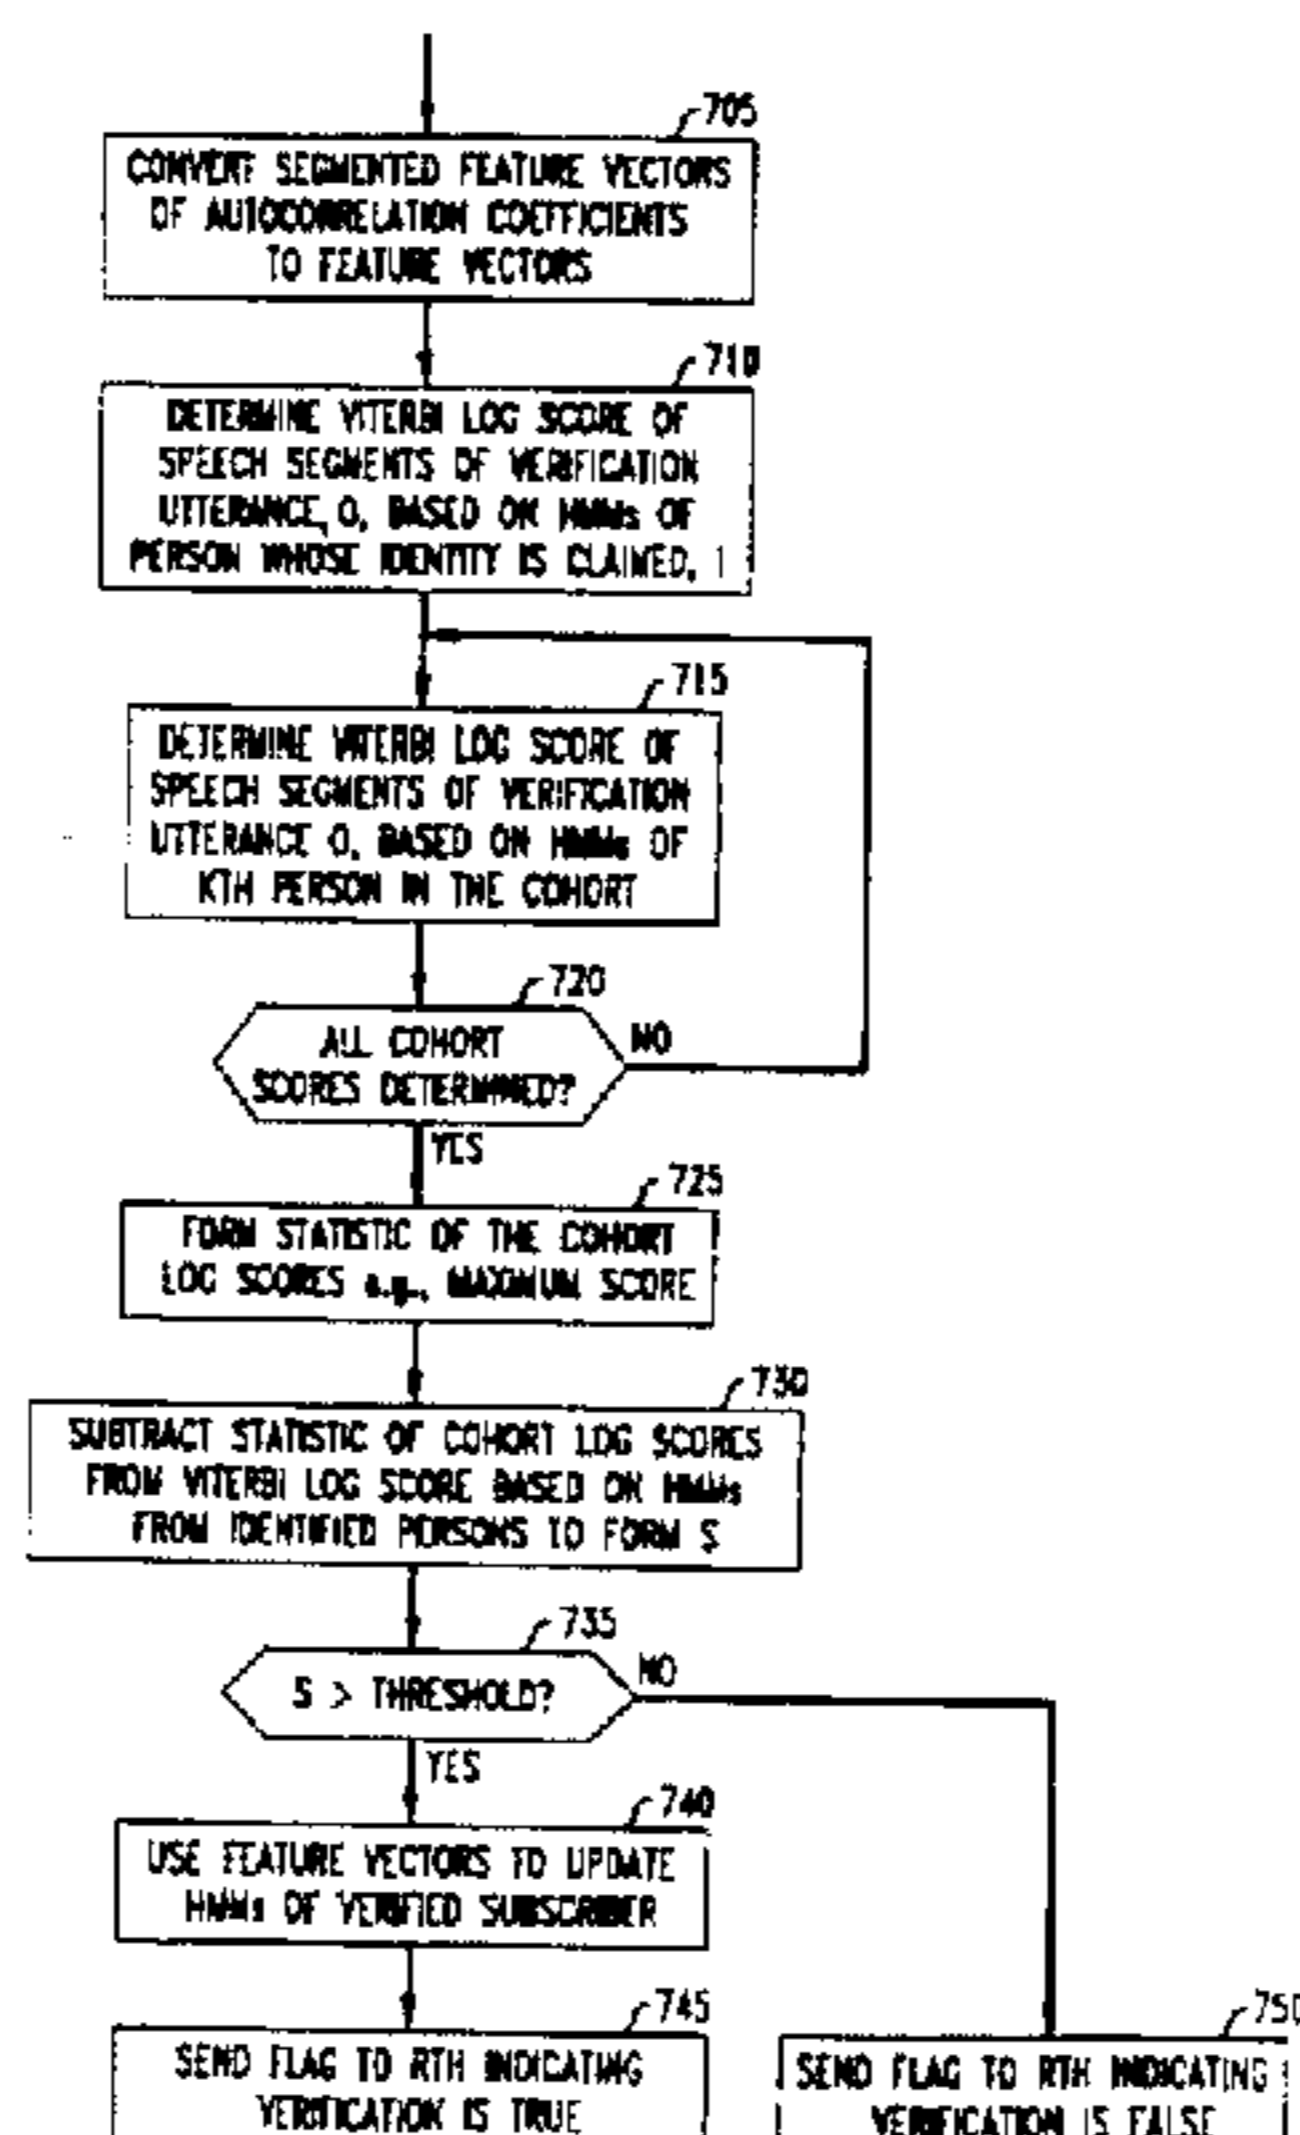 705
CONVERT SEGMENTED FEATURE VECTORS
OF AUTOCORRELATION COEFFICIENTS
TO FEATURE VECTORS
710
DETERMINE VITERBI LOG SCORE OF
SPEECH SEGMENTS OF VERIFICATION
UTTERANCE, O, BASED ON HMMs OF
PERSON WHOSE IDENTITY IS CLAIMED, I
715
DETERMINE VITERBI LOG SCORE OF
SPEECH SEGMENTS OF VERIFICATION
UTTERANCE O, BASED ON HMMs OF
KTH PERSON IN THE COHORT
720
ALL COHORT
SCORES DETERMINED?
NO
YES
725
FORM STATISTIC OF THE COHORT
LOG SCORES e.g., MAXIMUM SCORE
730
SUBTRACT STATISTIC OF COHORT LOG SCORES
FROM VITERBI LOG SCORE BASED ON HMMs
FROM IDENTIFIED PERSONS TO FORM S
735
S > THRESHOLD?
NO
YES
740
USE FEATURE VECTORS TO UPDATE
HMMs OF VERIFIED SUBSCRIBER
745
SEND FLAG TO RTH INDICATING
VERIFICATION IS TRUE
750
SEND FLAG TO RTH INDICATING
VERIFICATION IS FALSE